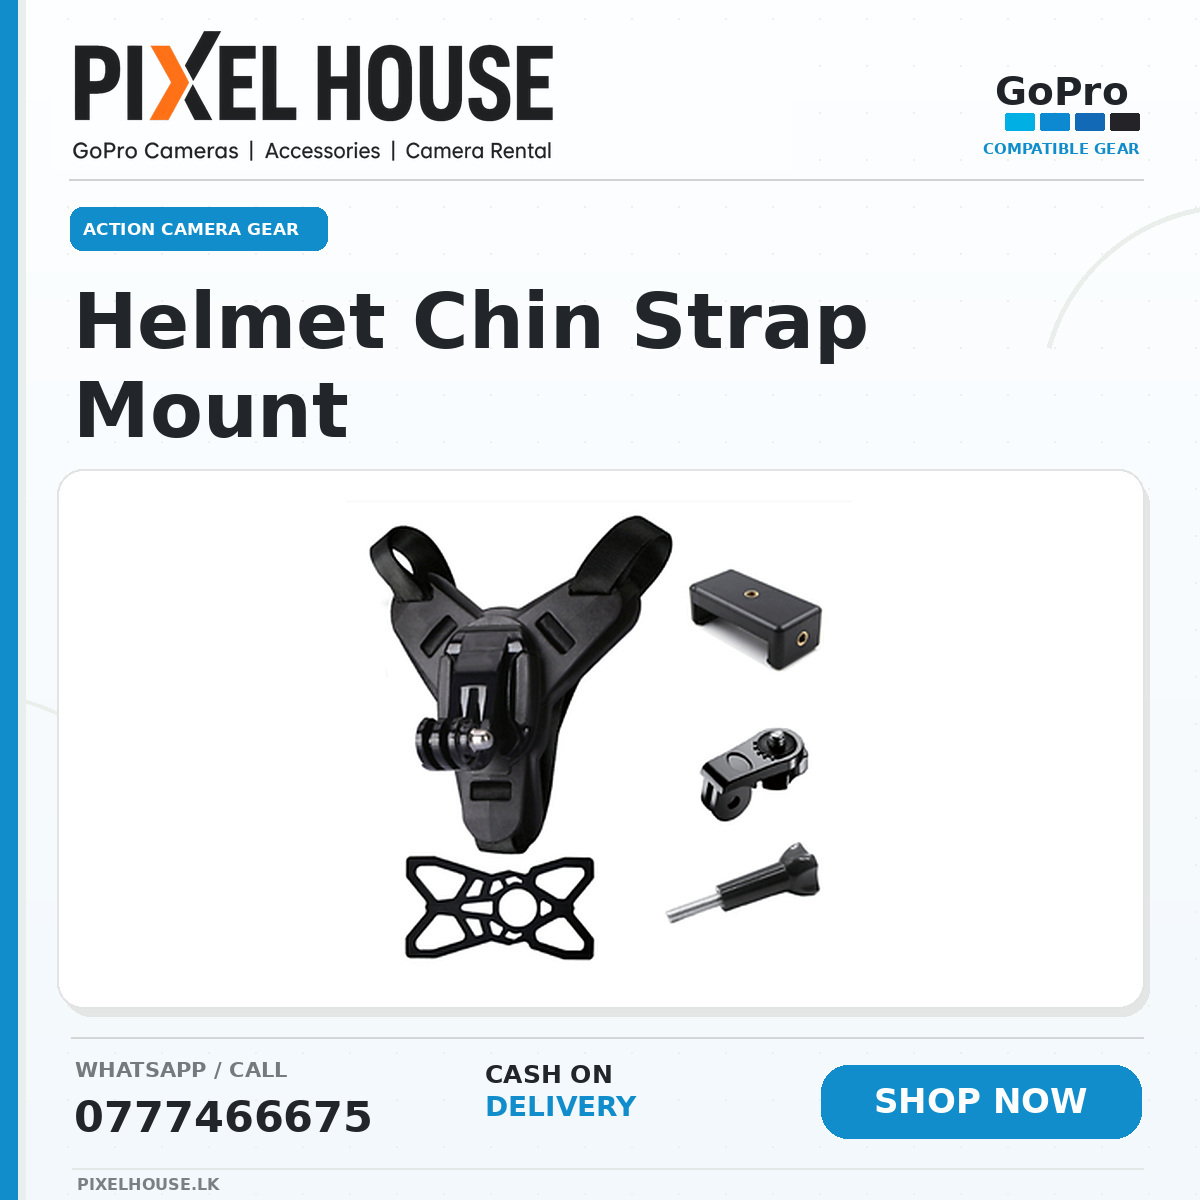 PIXEL HOUSE
GoPro Cameras | Accessories | Camera Rental
GoPro
COMPATIBLE GEAR
ACTION CAMERA GEAR
Helmet Chin Strap
Mount
WHATSAPP / CALL
0777466675
CASH ON
DELIVERY
SHOP NOW
PIXELHOUSE.LK